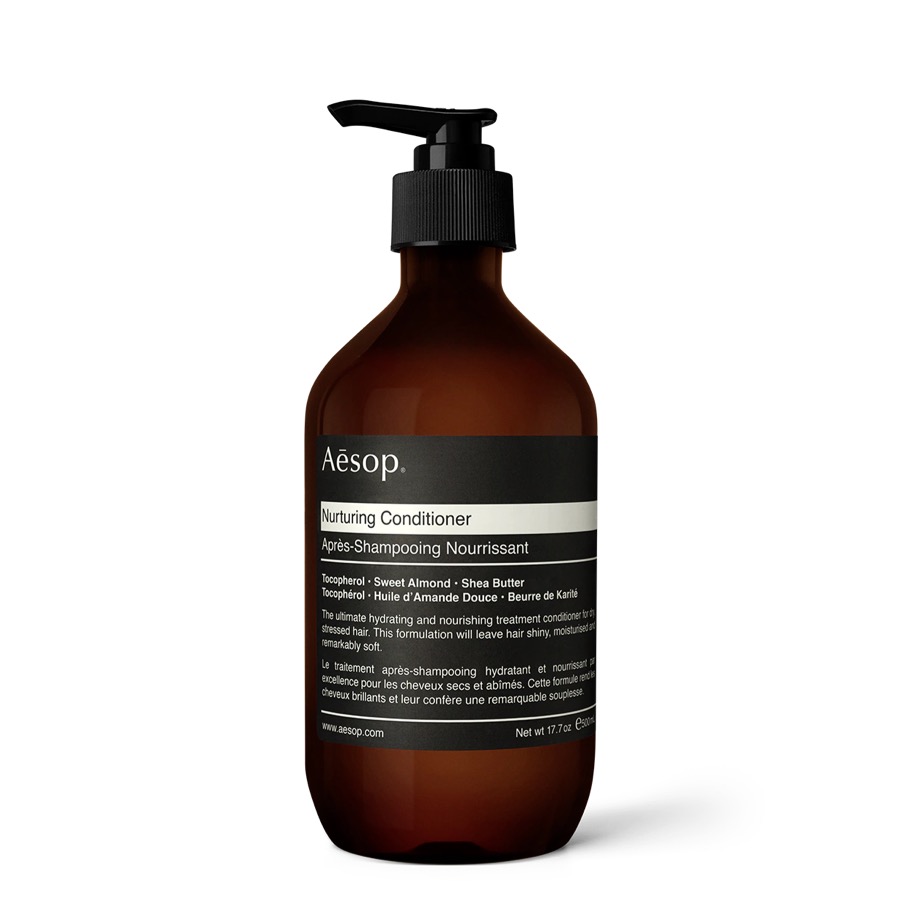 Aēsop®
Nurturing Conditioner
Après-Shampooing Nourrissant
Tocopherol · Sweet Almond · Shea Butter
Tocophérol · Huile d'Amande Douce · Beurre de Karité
The ultimate hydrating and nourishing treatment conditioner for dry
stressed hair. This formulation will leave hair shiny, moisturised and
remarkably soft.
Le traitement après-shampooing hydratant et nourrissant par
excellence pour les cheveux secs et abîmés. Cette formule rend les
cheveux brillants et leur confère une remarquable souplesse.
www.aesop.com
Net wt 17.7 oz ℮500mL